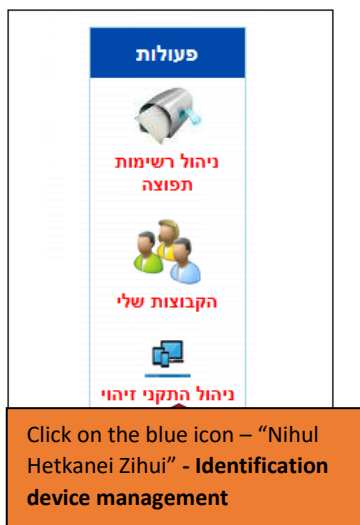 פעולות
ניהול רשימות
תפוצה
הקבוצות שלי
ניהול התקני זיהוי
Click on the blue icon – “Nihul
Hetkanei Zihui” - Identification
device management